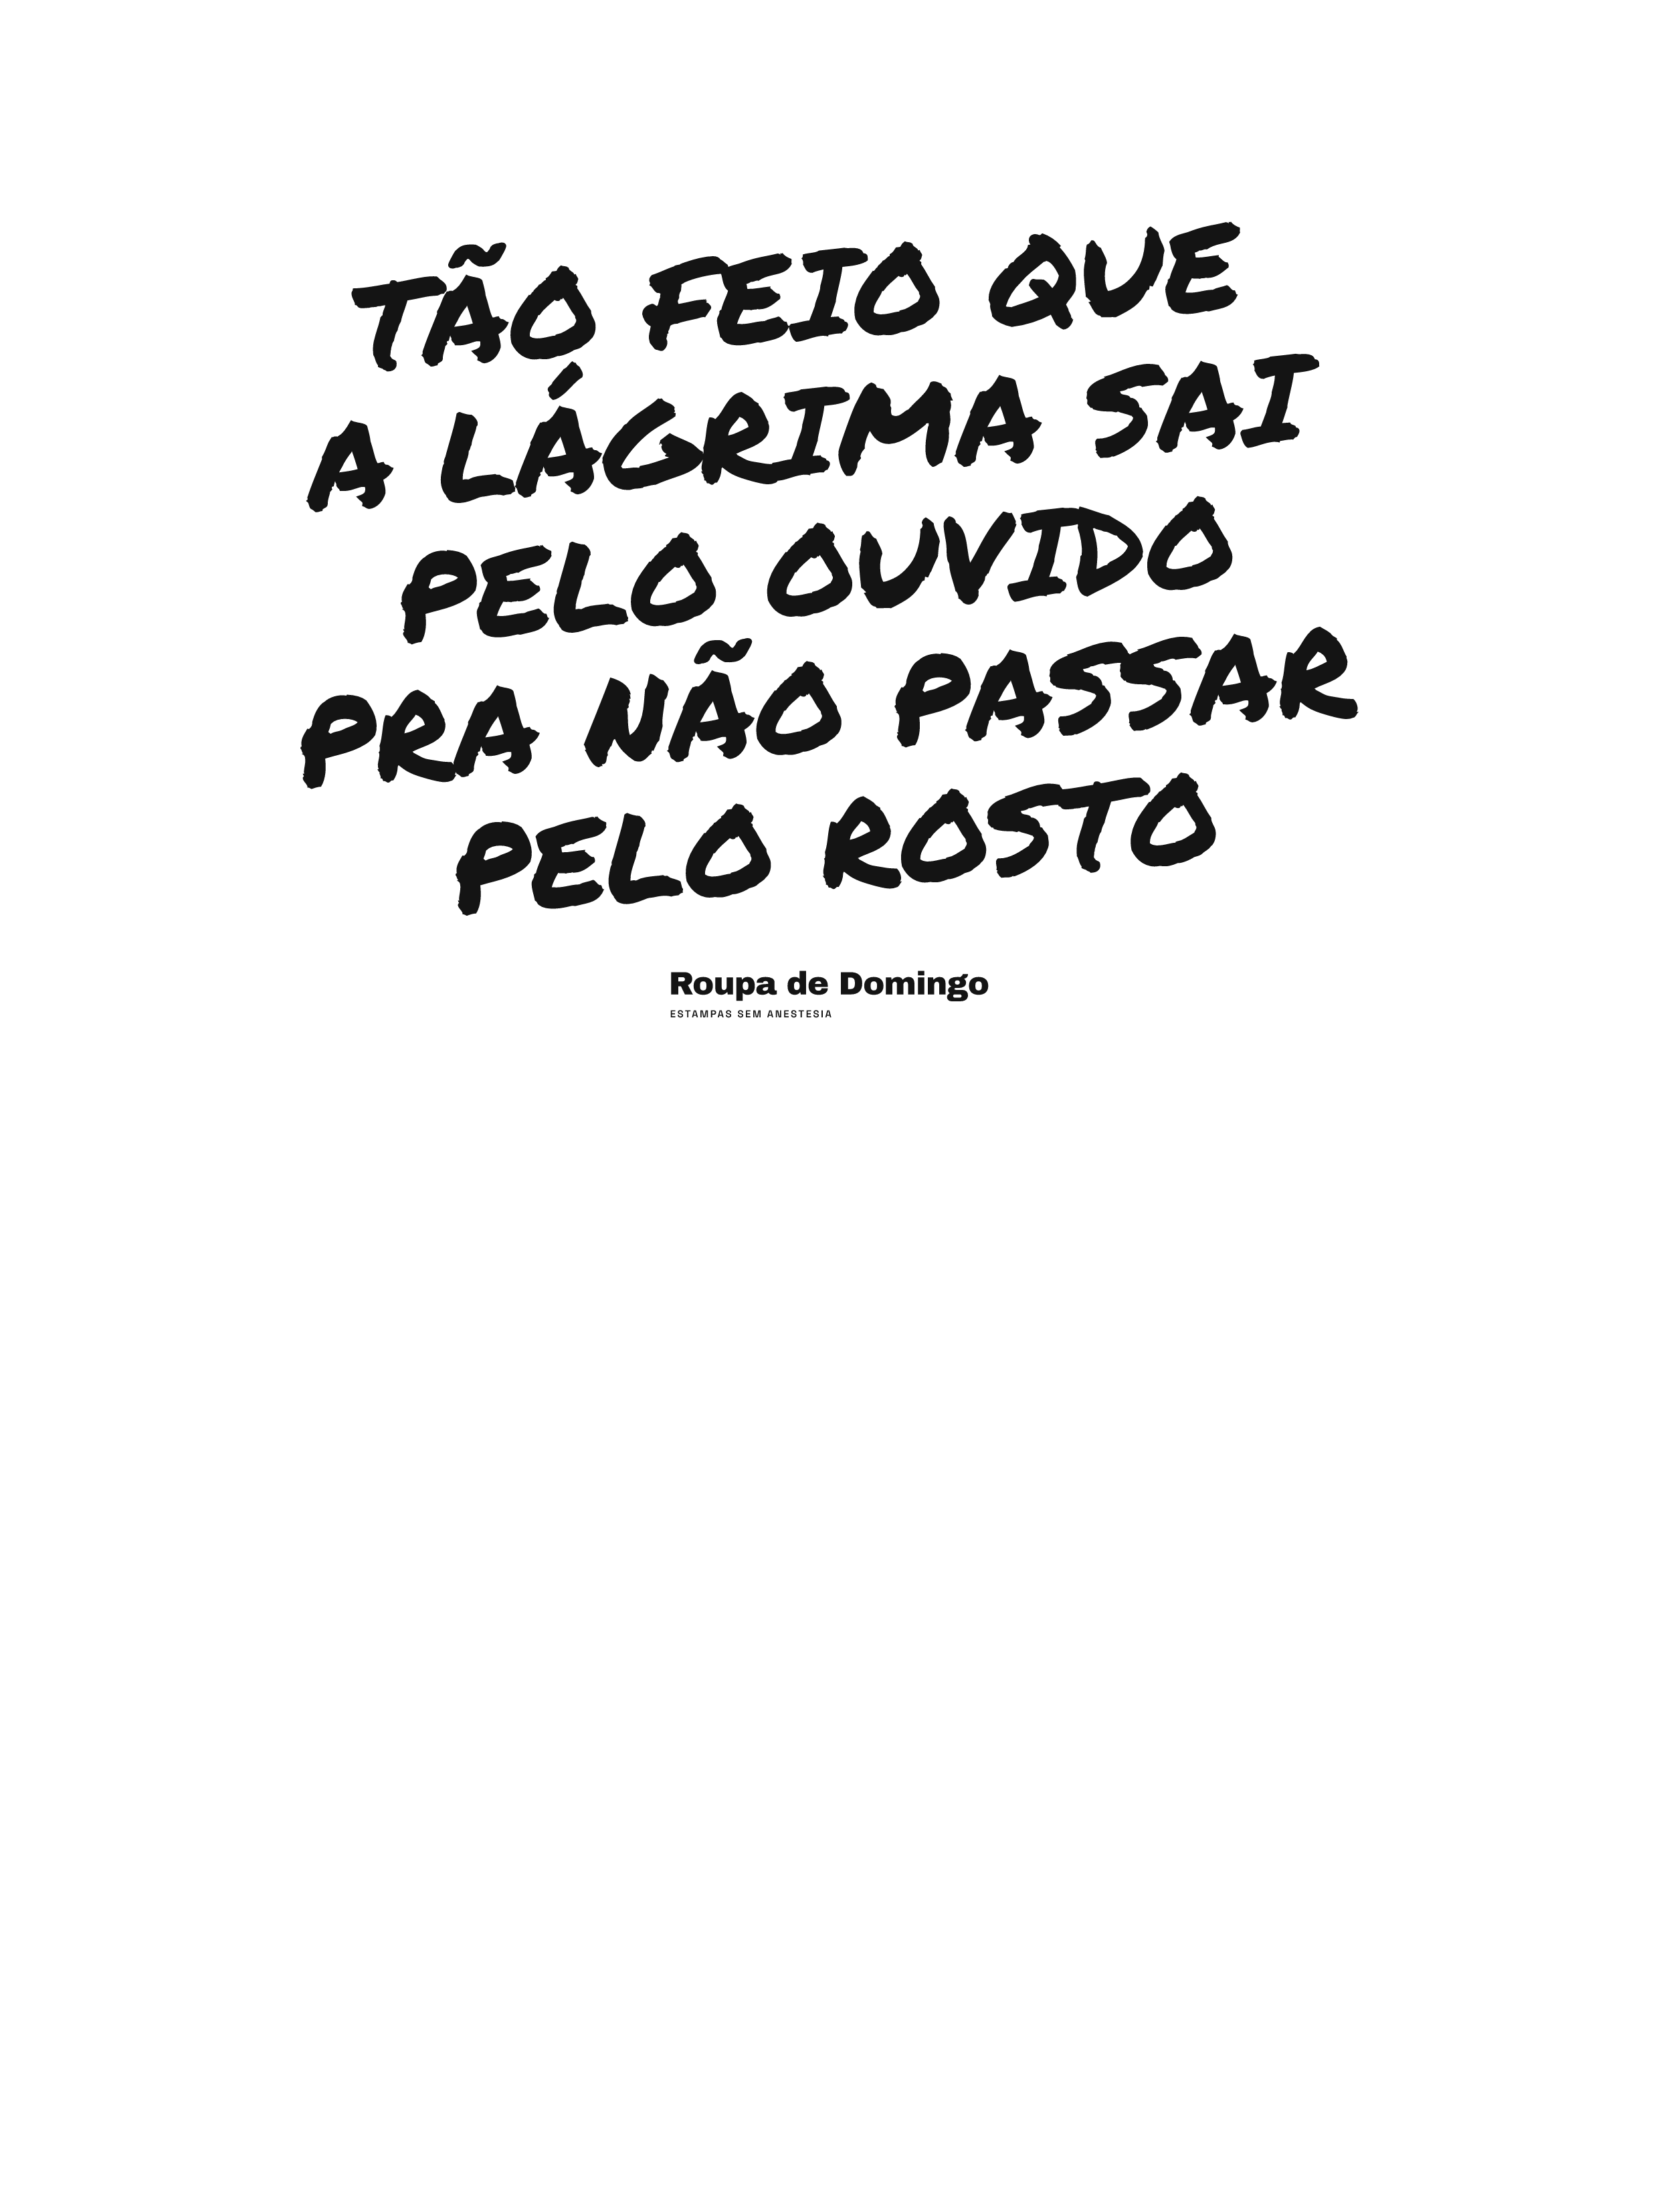 TÃO FEIO QUE
A LÁGRIMA SAI
PELO OUVIDO
PRA NÃO PASSAR
PELO ROSTO
Roupa de Domingo
ESTAMPAS SEM ANESTESIA